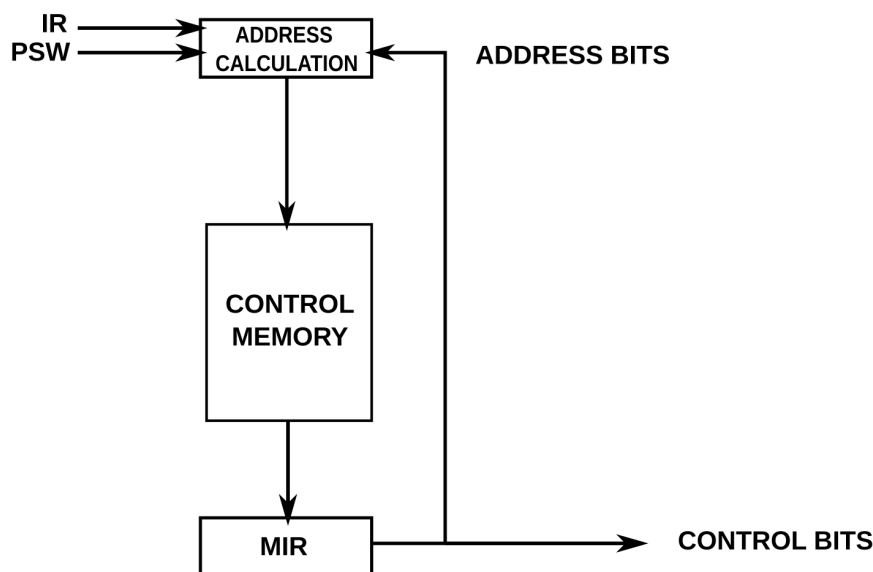 IR
PSW
ADDRESS
CALCULATION
ADDRESS BITS
CONTROL
MEMORY
MIR
CONTROL BITS